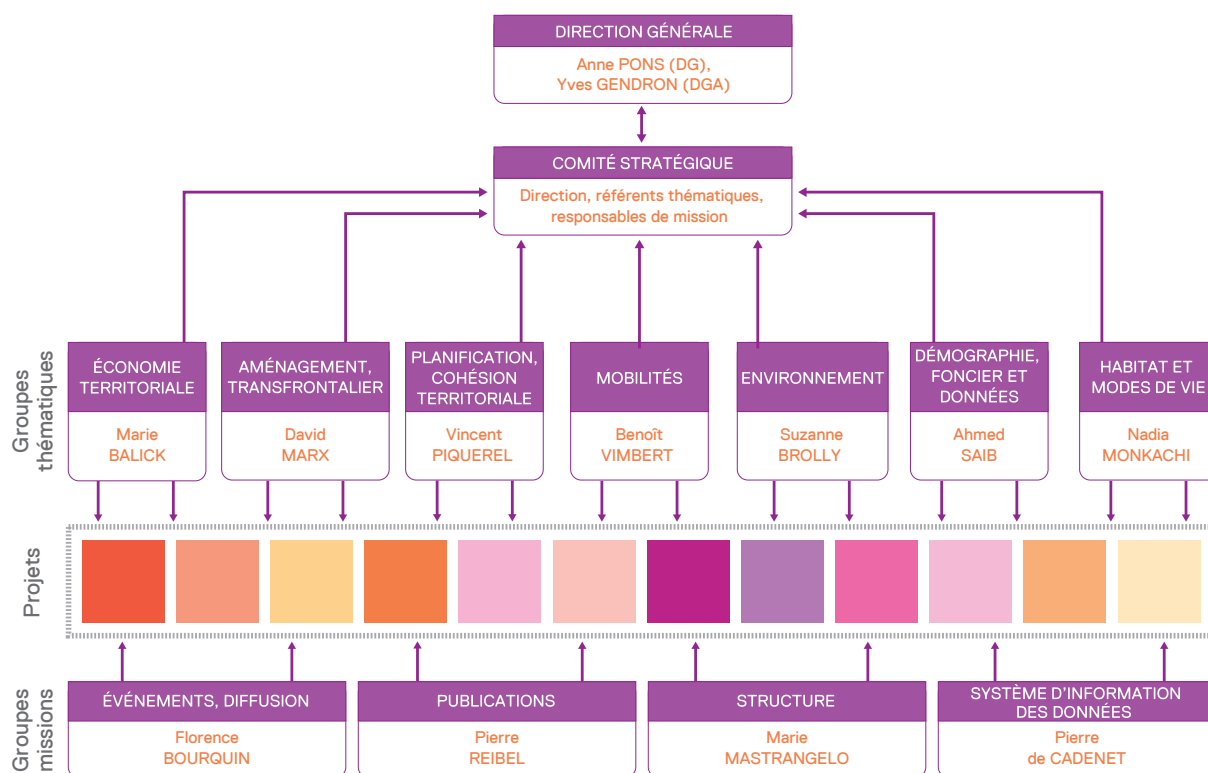 DIRECTION GÉNÉRALE
Anne PONS (DG),
Yves GENDRON (DGA)
COMITÉ STRATÉGIQUE
Direction, référents thématiques,
responsables de mission
Groupes
thématiques
ÉCONOMIE
TERRITORIALE
Marie
BALICK
AMÉNAGEMENT,
TRANSFRONTALIER
David
MARX
PLANIFICATION,
COHÉSION
TERRITORIALE
Vincent
PIQUEREL
MOBILITÉS
Benoît
VIMBERT
ENVIRONNEMENT
Suzanne
BROLLY
DÉMOGRAPHIE,
FONCIER ET
DONNÉES
Ahmed
SAIB
HABITAT ET
MODES DE VIE
Nadia
MONKACHI
Projets
Groupes
missions
ÉVÉNEMENTS, DIFFUSION
Florence
BOURQUIN
PUBLICATIONS
Pierre
REIBEL
STRUCTURE
Marie
MASTRANGELO
SYSTÈME D'INFORMATION
DES DONNÉES
Pierre
de CADENET